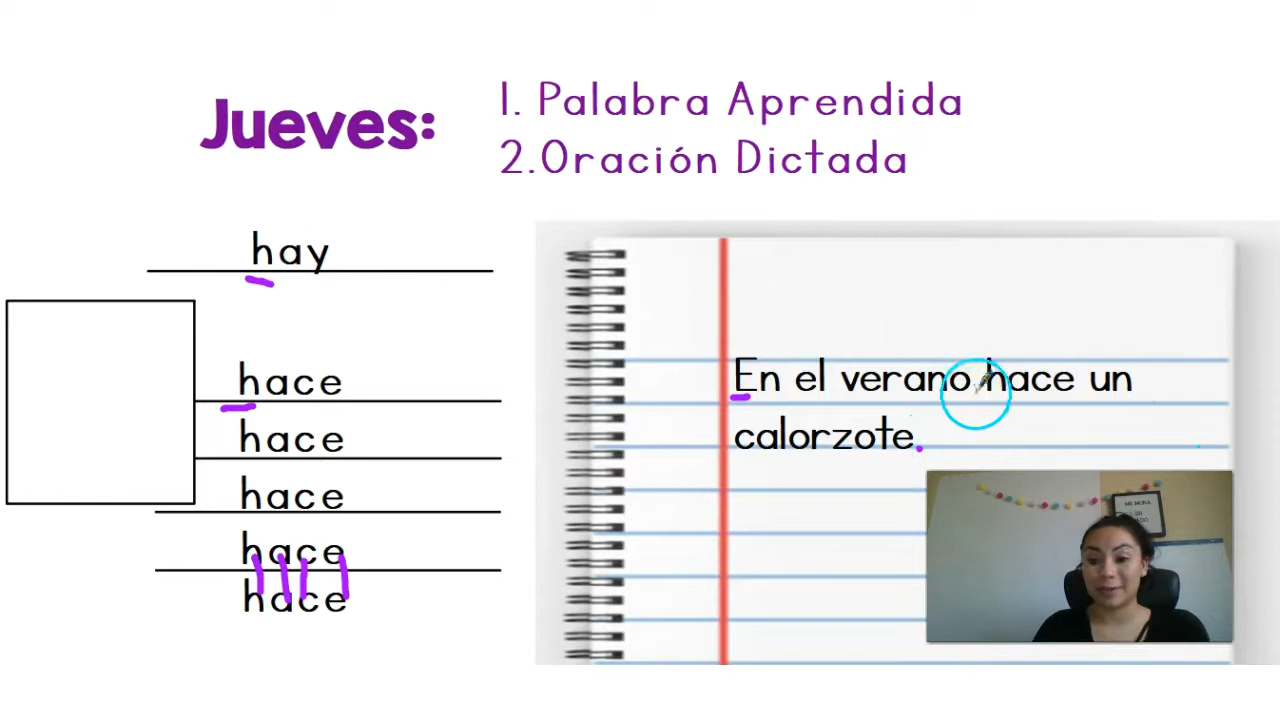 Jueves:
1. Palabra Aprendida
2.Oración Dictada
hay
hace
hace
hace
hace
hace
En el verano hace un
calorzote.